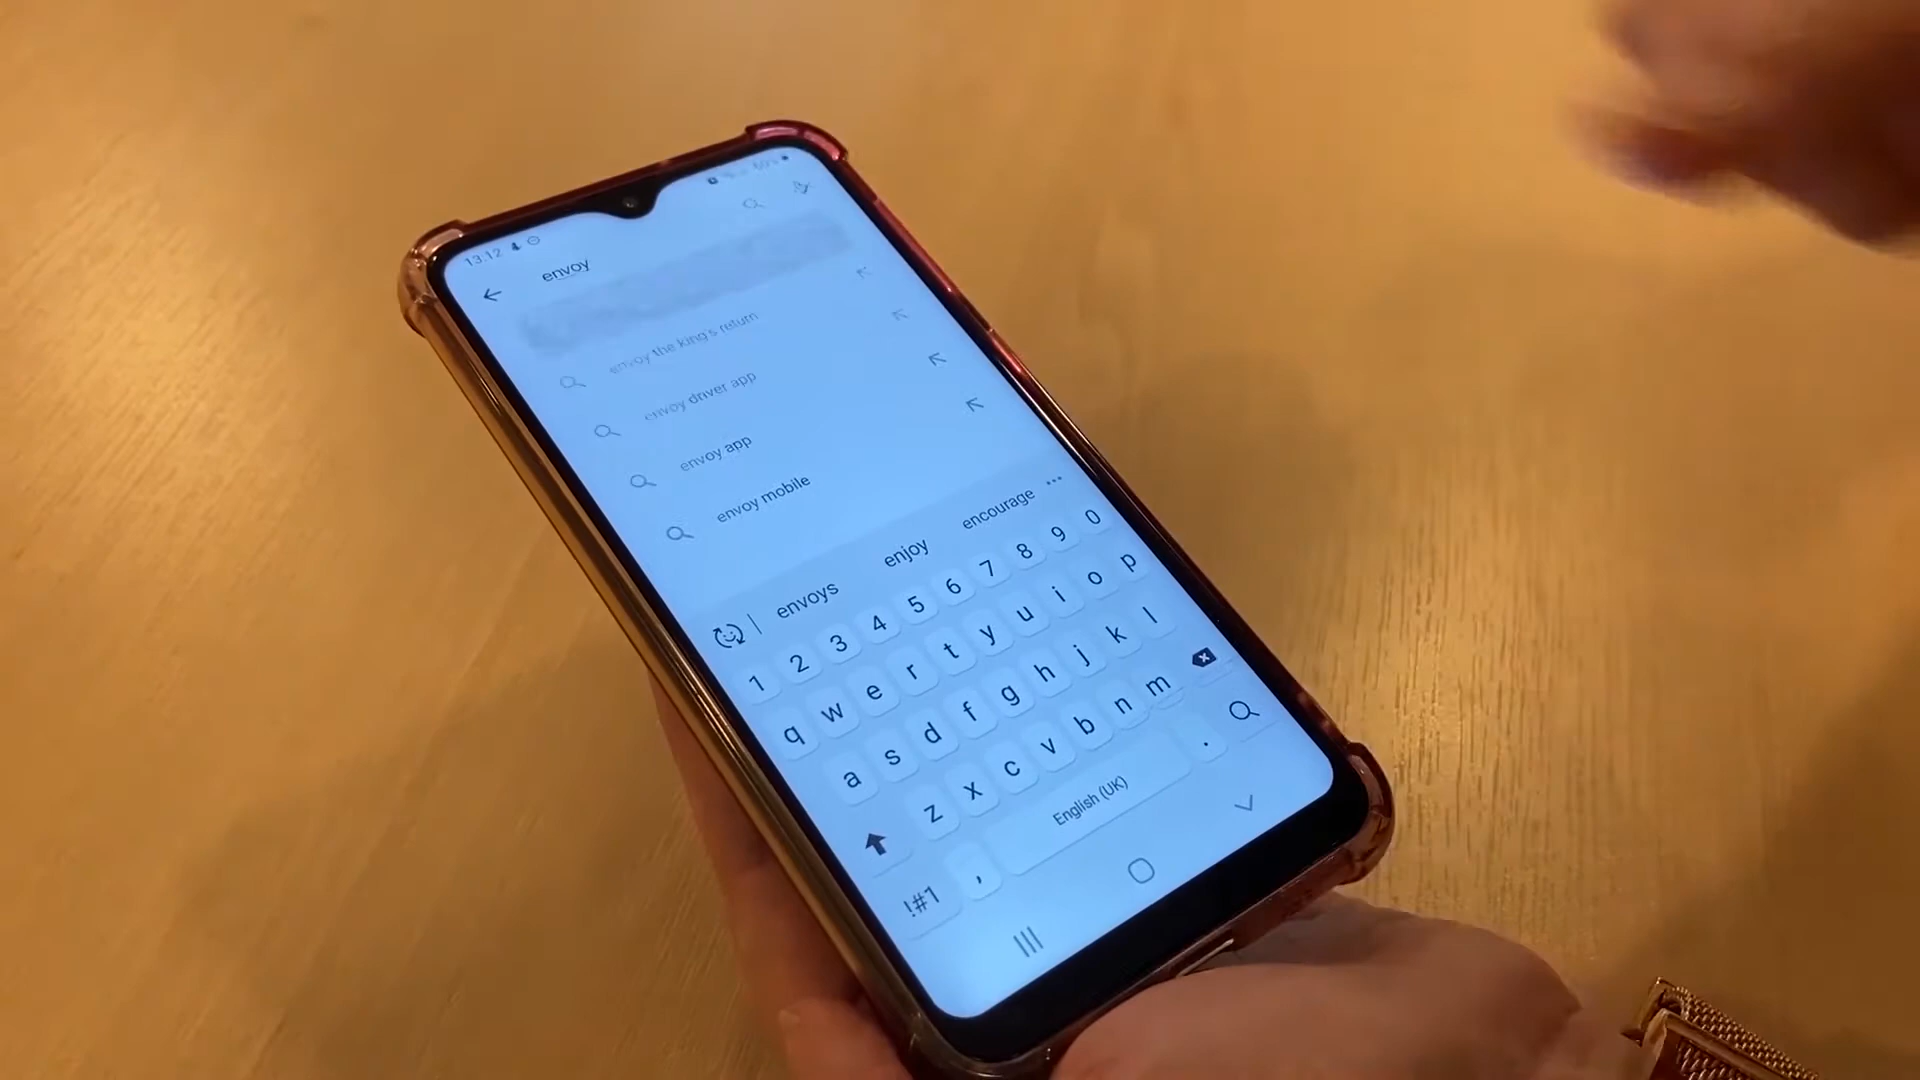 13:12 60%
envoy
envoy the king's return
envoy driver app
envoy app
envoy mobile
envoys enjoy encourage
1 2 3 4 5 6 7 8 9 0
q w e r t y u i o p
a s d f g h j k l
z x c v b n m
!#1 , English (UK) .